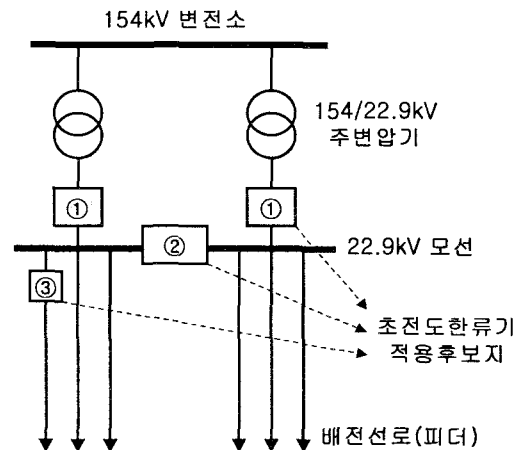 154kV 변전소
154/22.9kV
주변압기
① ①
②
22.9kV 모선
③
초전도한류기
적용후보지
배전선로(피더)